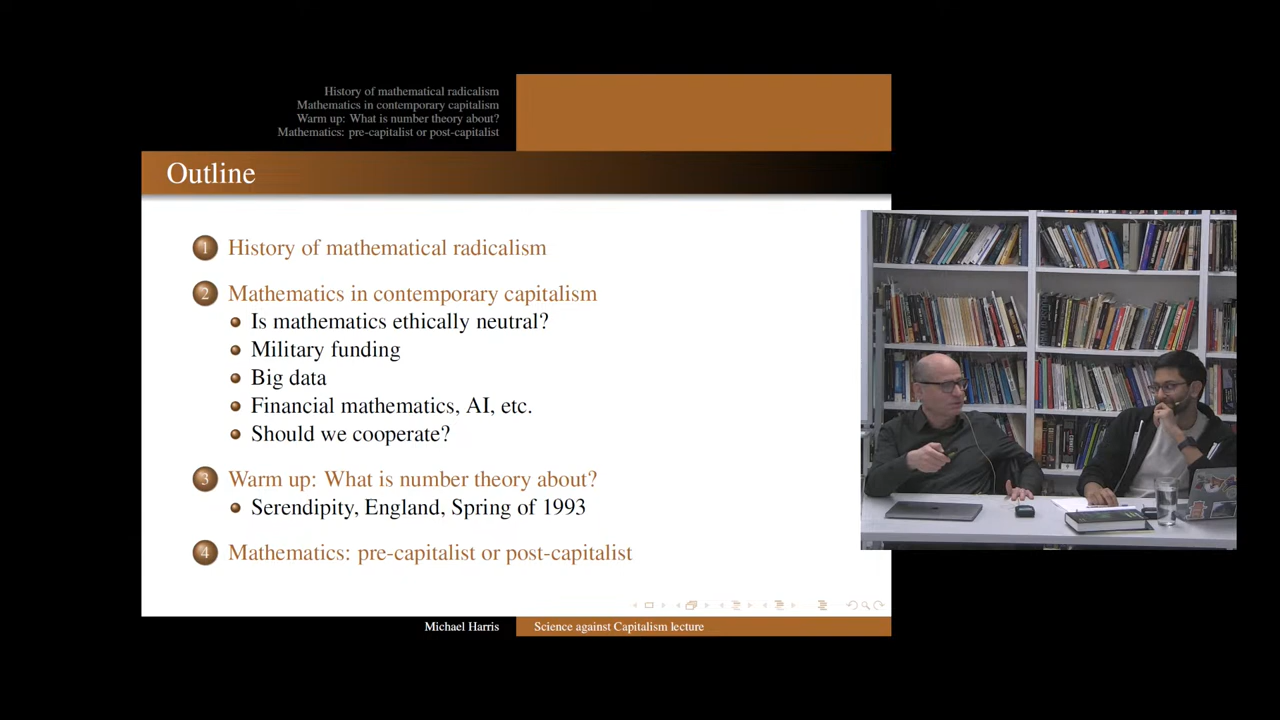 History of mathematical radicalism
Mathematics in contemporary capitalism
Warm up: What is number theory about?
Mathematics: pre-capitalist or post-capitalist
Outline
1 History of mathematical radicalism
2 Mathematics in contemporary capitalism
Is mathematics ethically neutral?
Military funding
Big data
Financial mathematics, AI, etc.
Should we cooperate?
3 Warm up: What is number theory about?
Serendipity, England, Spring of 1993
4 Mathematics: pre-capitalist or post-capitalist
Michael Harris
Science against Capitalism lecture